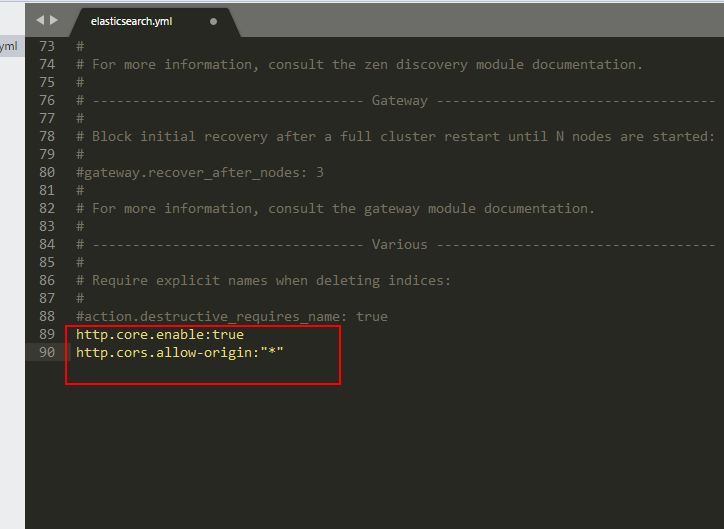 elasticsearch.yml
yml
73 #
74 # For more information, consult the zen discovery module documentation.
75 #
76 # ---------------------------------- Gateway -----------------------------------
77 #
78 # Block initial recovery after a full cluster restart until N nodes are started:
79 #
80 #gateway.recover_after_nodes: 3
81 #
82 # For more information, consult the gateway module documentation.
83 #
84 # ---------------------------------- Various -----------------------------------
85 #
86 # Require explicit names when deleting indices:
87 #
88 #action.destructive_requires_name: true
89 http.core.enable:true
90 http.cors.allow-origin:"*"